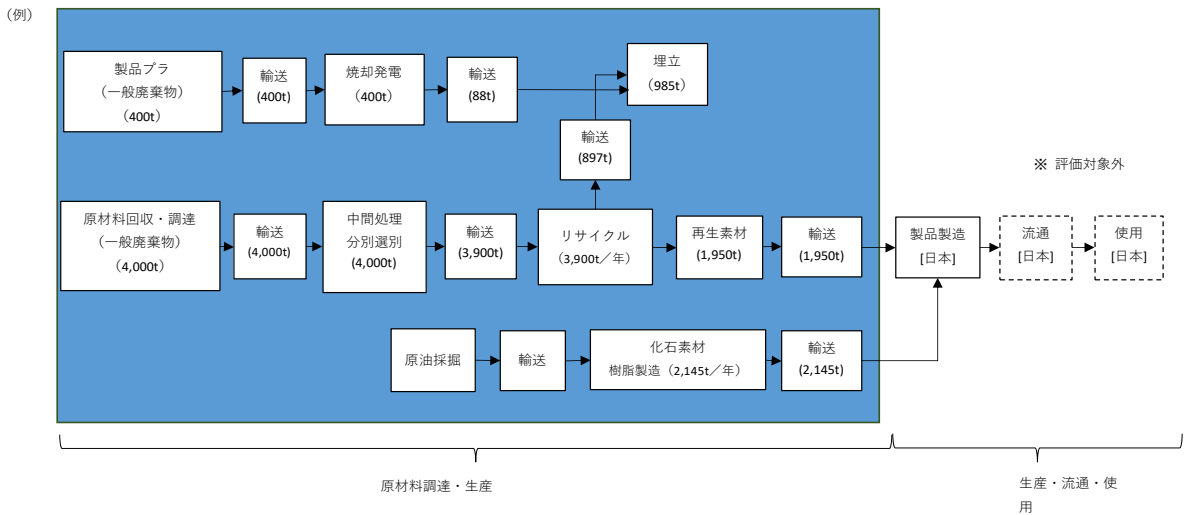 （例）
製品プラ
（一般廃棄物）
（400t）
輸送
(400t)
焼却発電
（400t）
輸送
(88t)
埋立
（985t）
輸送
(897t)
※ 評価対象外
原材料回収・調達
（一般廃棄物）
（4,000t）
輸送
(4,000t)
中間処理
分別選別
(4,000t)
輸送
(3,900t)
リサイクル
（3,900t／年）
再生素材
(1,950t)
輸送
(1,950t)
製品製造
[日本]
流通
[日本]
使用
[日本]
原油採掘
輸送
化石素材
樹脂製造（2,145t／年）
輸送
(2,145t)
原材料調達・生産
生産・流通・使
用